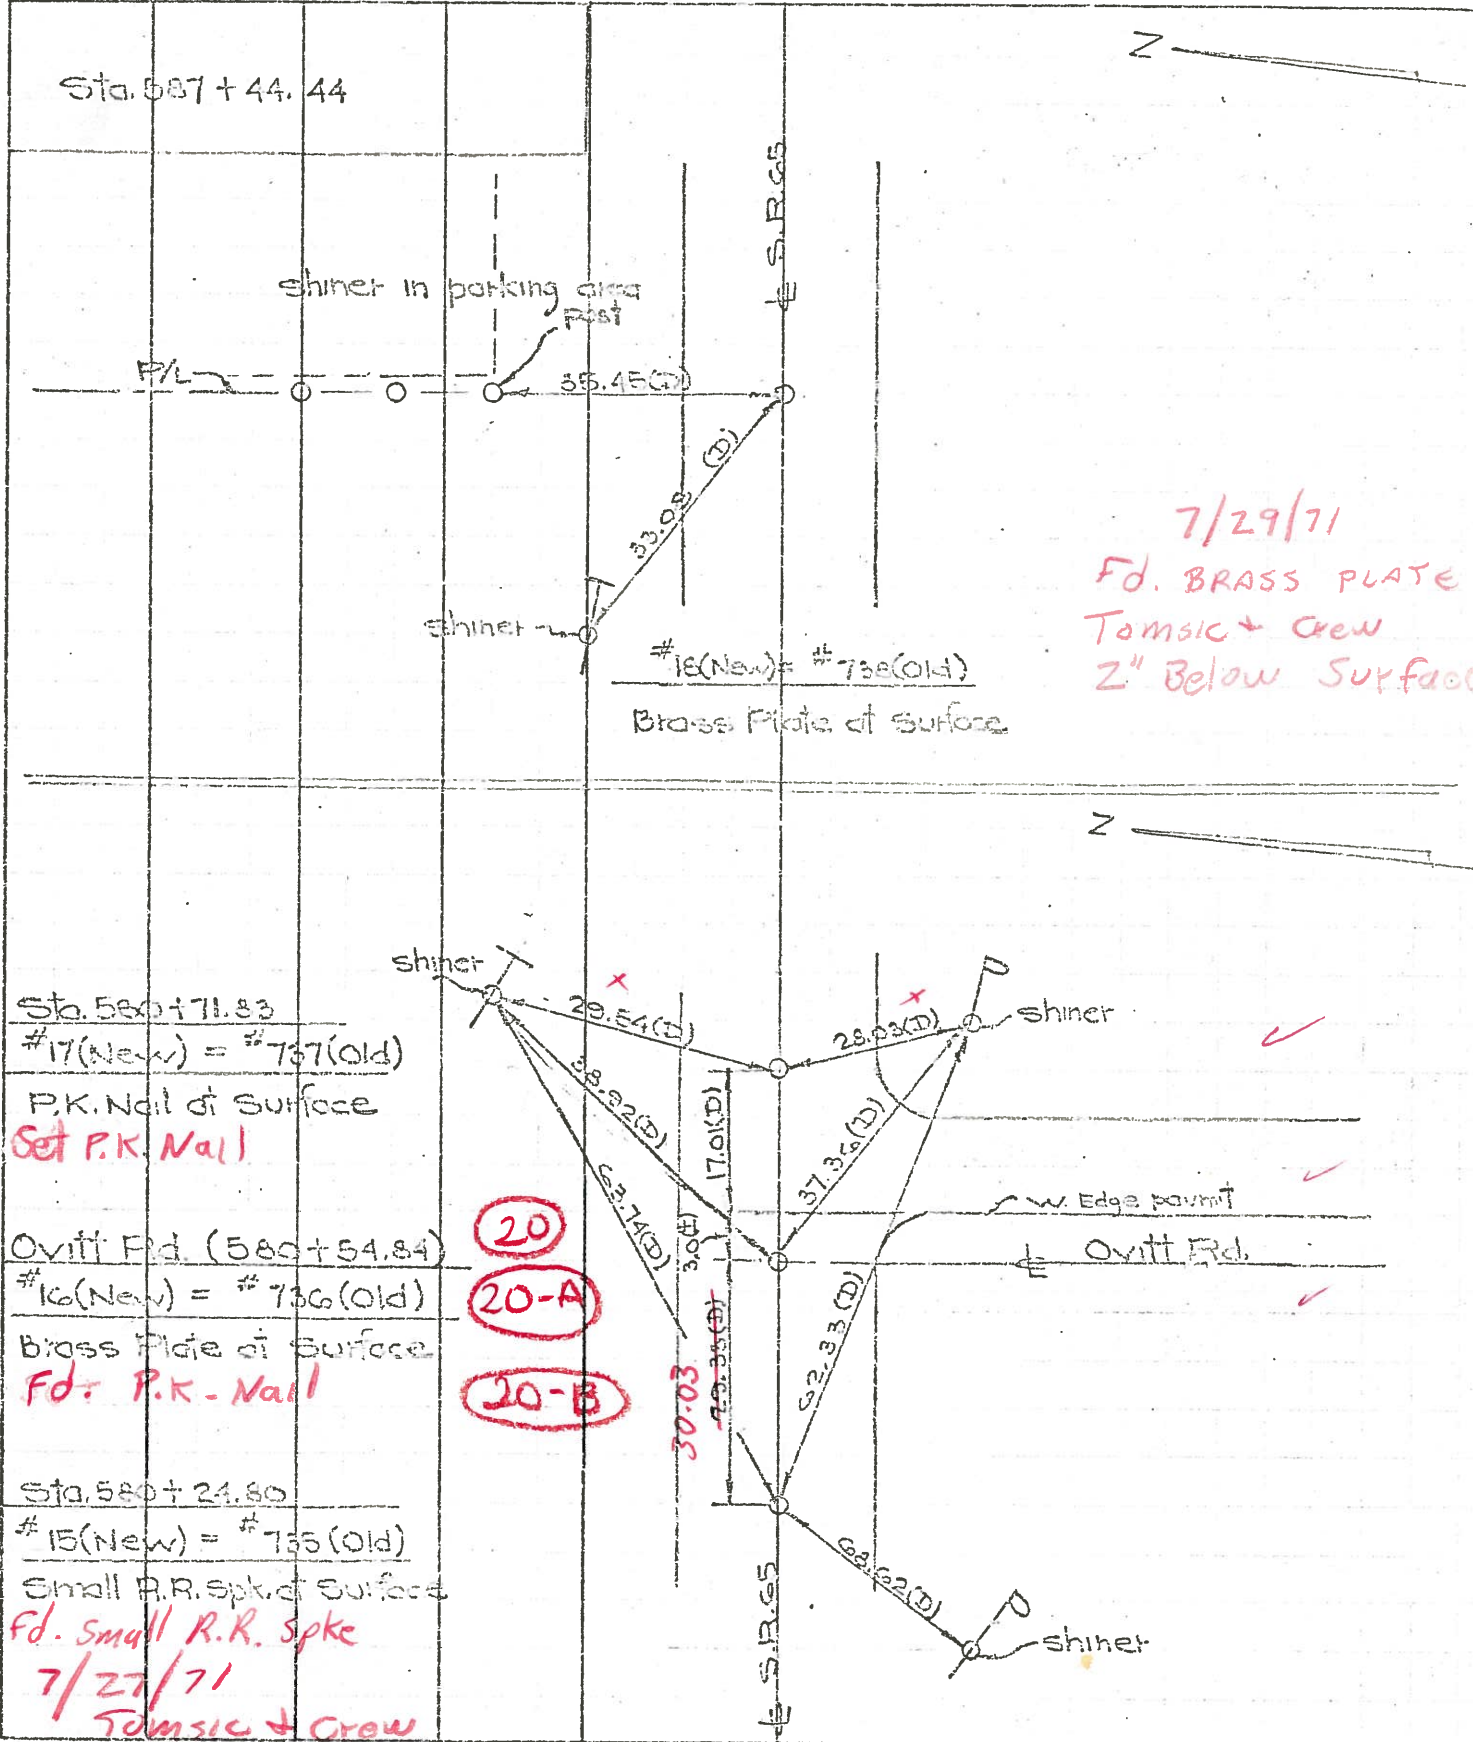 Z
Sta. 587 + 44.44
S.R. 65
shiner in parking area
post
P/L
35.45(D)
33.08 (D)
7/29/71
Fd. BRASS PLATE
Tomsic + Crew
2" Below Surface
shiner
#18(New) = #738(Old)
Brass Plate at Surface
Z
shiner
29.54(D)
x
x
28.03(D)
shiner
Sta. 580+71.83
#17(New) = #737(Old)
P.K. Nail at Surface
Set P.K. Nail
38.92(D)
17.01(D)
37.36(D)
63.74(D)
3.0(±)
W. Edge pavm't
20
Ovitt Rd. (580+54.84)
Ovitt Rd.
#16(New) = #736(Old)
20-A
Brass Plate at Surface
Fd. P.K. - Nail
20-B
30.03
62.33(D)
Sta. 580+24.80
#15(New) = #735(Old)
Small R.R. spk. at Surface
Fd. Small R.R. Spke
7/27/71
Tomsic + Crew
68.62(D)
shiner
S.R. 65